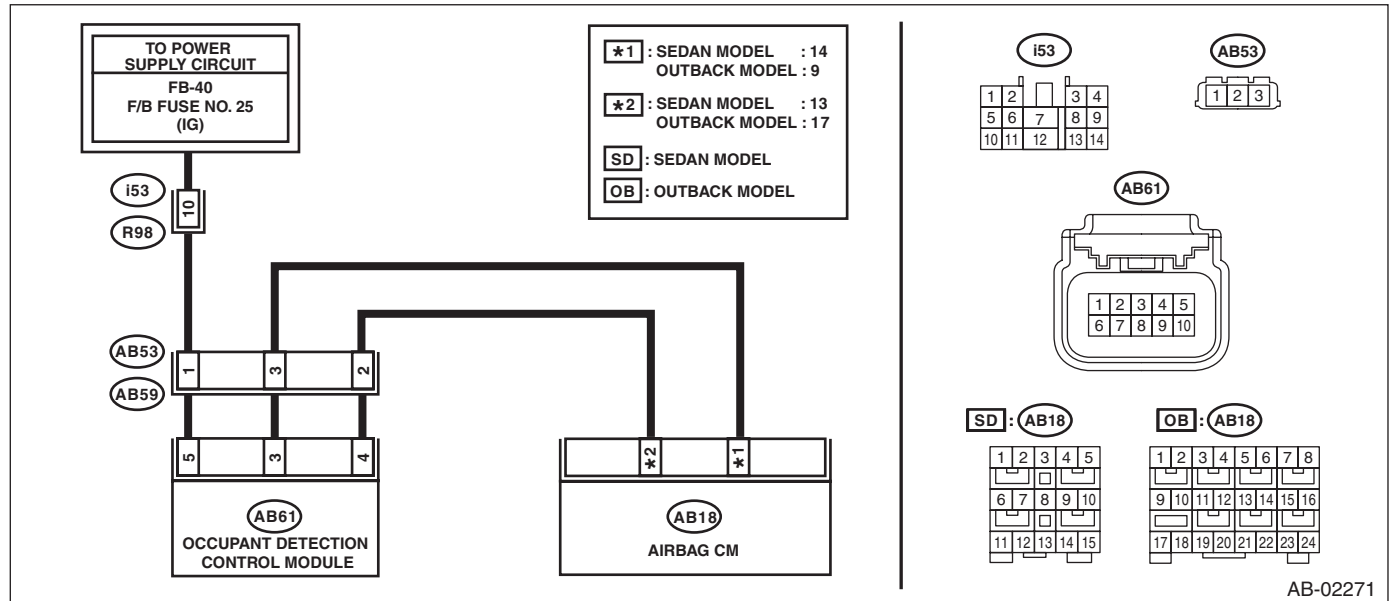 TO POWER
SUPPLY CIRCUIT
FB-40
F/B FUSE NO. 25
(IG)
i53
10
R98
AB53
1 3 2
AB59
5 3 4
AB61
OCCUPANT DETECTION
CONTROL MODULE
*2 *1
AB18
AIRBAG CM
*1 : SEDAN MODEL : 14
OUTBACK MODEL : 9
*2 : SEDAN MODEL : 13
OUTBACK MODEL : 17
SD : SEDAN MODEL
OB : OUTBACK MODEL
i53
1 2 3 4
5 6 7 8 9
10 11 12 13 14
AB53
1 2 3
AB61
1 2 3 4 5
6 7 8 9 10
SD : AB18
1 2 3 4 5
6 7 8 9 10
11 12 13 14 15
OB : AB18
1 2 3 4 5 6 7 8
9 10 11 12 13 14 15 16
17 18 19 20 21 22 23 24
AB-02271